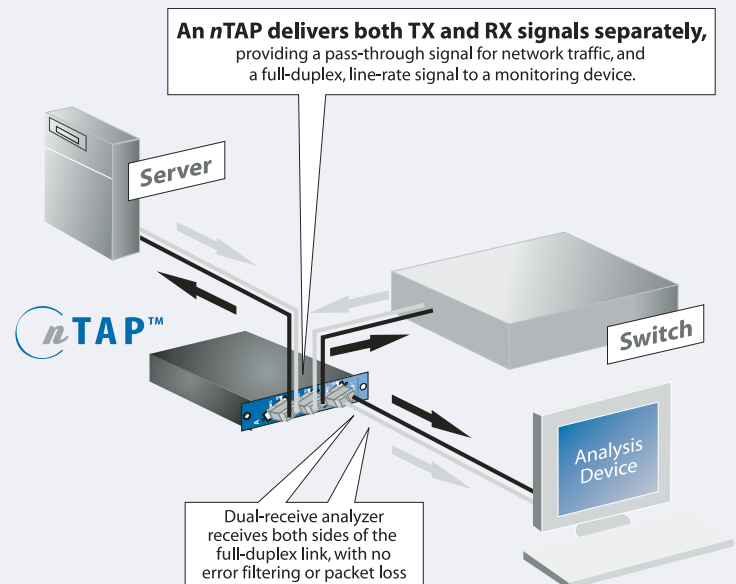 An nTAP delivers both TX and RX signals separately,
providing a pass-through signal for network traffic, and
a full-duplex, line-rate signal to a monitoring device.
Server
nTAP™
Switch
Analysis
Device
Dual-receive analyzer
receives both sides of the
full-duplex link, with no
error filtering or packet loss